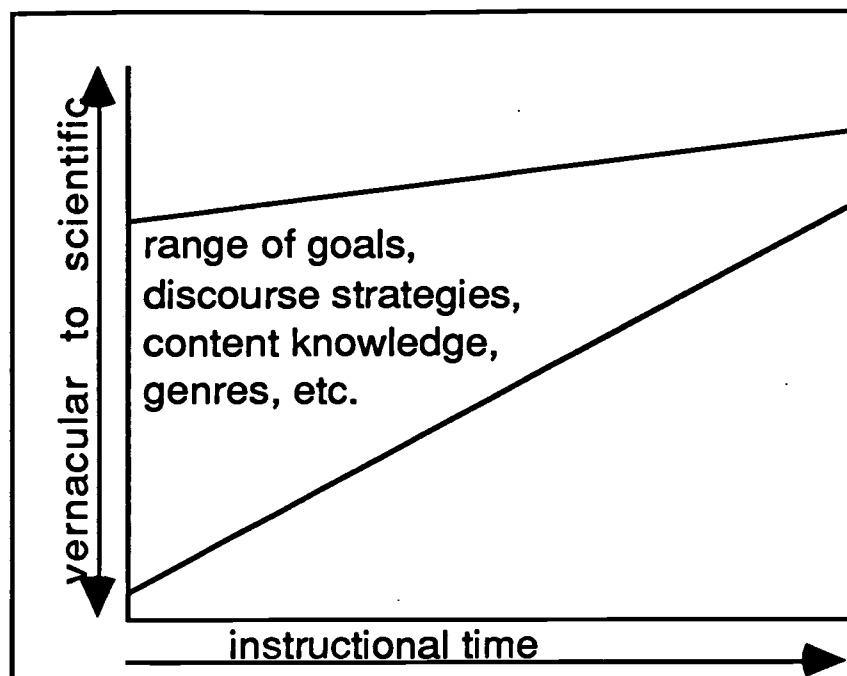 vernacular to scientific
range of goals,
discourse strategies,
content knowledge,
genres, etc.
instructional time